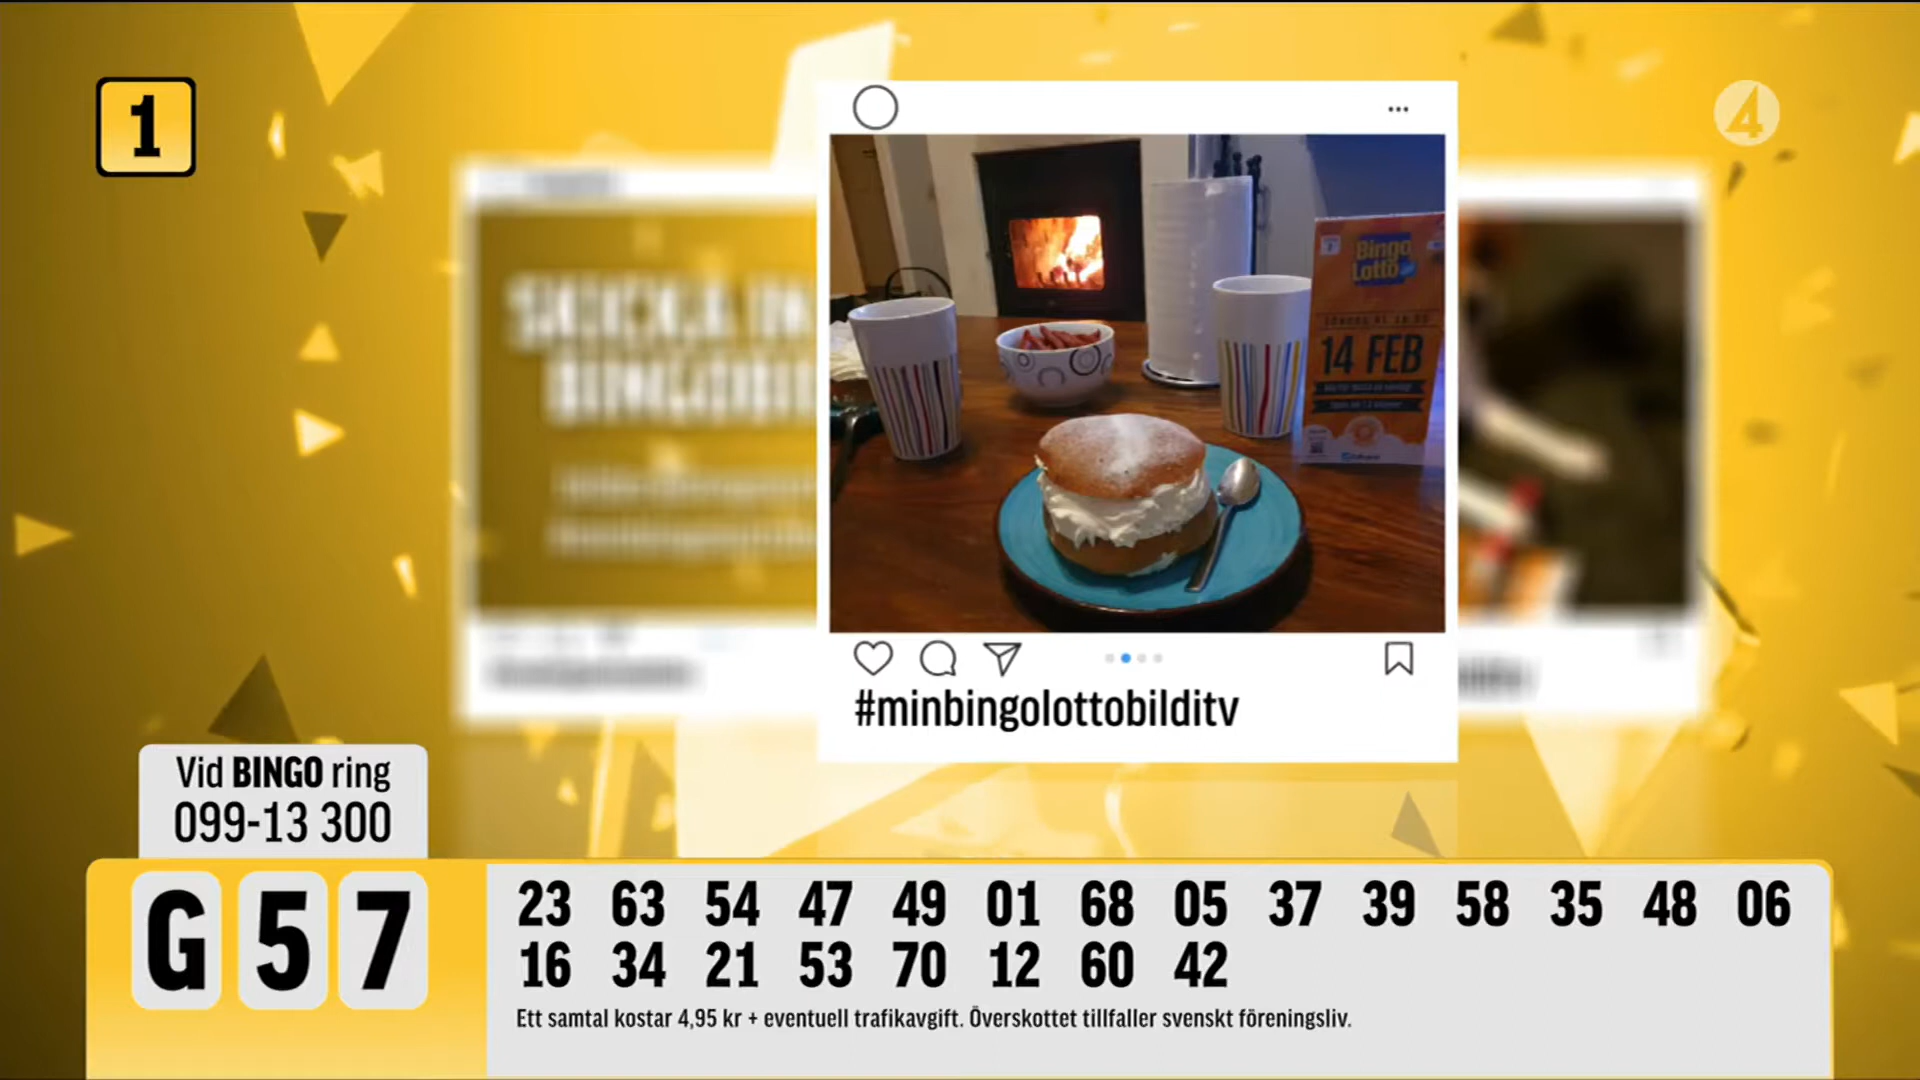 1
4
Bingo
Lotto
14 FEB
#minbingolottobilditv
Vid BINGO ring
099-13 300
G 5 7
23 63 54 47 49 01 68 05 37 39 58 35 48 06
16 34 21 53 70 12 60 42
Ett samtal kostar 4,95 kr + eventuell trafikavgift. Överskottet tillfaller svenskt föreningsliv.